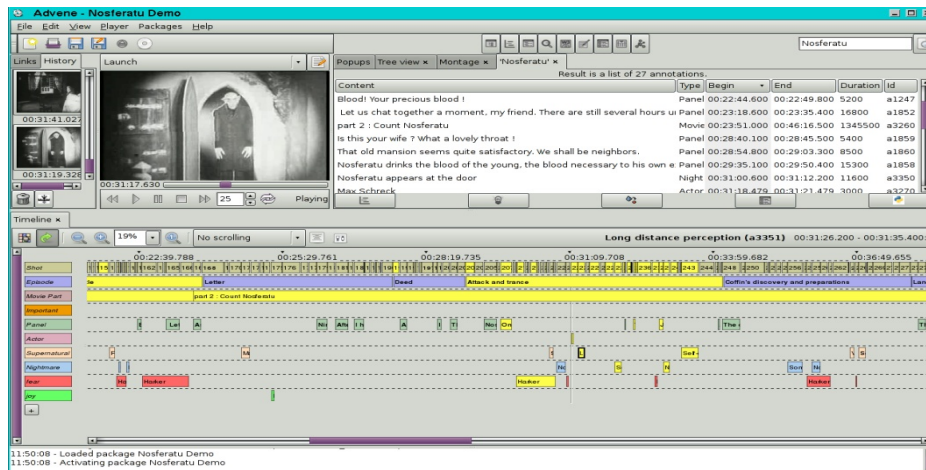 Advene - Nosferatu Demo
File Edit View Player Packages Help
Nosferatu
Links History
Launch
Popups Tree view × Montage × 'Nosferatu' ×
Result is a list of 27 annotations.
Content Type Begin End Duration Id
Blood! Your precious blood ! Panel 00:22:44.600 00:22:49.800 5200 a1247
Let us chat together a moment, my friend. There are still several hours u Panel 00:23:18.600 00:23:35.400 16800 a1852
part 2 : Count Nosferatu Movie 00:23:51.000 00:46:16.500 1345500 a3260
Is this your wife ? What a lovely throat ! Panel 00:28:40.100 00:28:45.500 5400 a1859
That old mansion seems quite satisfactory. We shall be neighbors. Panel 00:28:54.800 00:29:03.300 8500 a1860
Nosferatu drinks the blood of the young, the blood necessary to his own e Panel 00:29:35.100 00:29:50.400 15300 a1858
Nosferatu appears at the door Night 00:31:00.600 00:31:12.200 11600 a3350
Max Schreck Actor 00:31:18.479 00:31:21.479 3000 a3270
00:31:41.027
00:31:19.328
00:31:17.630
25
Playing
Timeline ×
19%
No scrolling
Long distance perception (a3351) 00:31:26.200 - 00:31:35.400
00:22:39.788 00:25:29.761 00:28:19.735 00:31:09.708 00:33:59.682 00:36:49.655
Shot
Episode Letter Deed Attack and trance Coffin's discovery and preparations
Movie Part part 2 : Count Nosferatu
Important
Panel
Actor
Supernatural
Nightmare
fear Harker Harker Harker
joy
11:50:08 - Loaded package Nosferatu Demo
11:50:08 - Activating package Nosferatu Demo